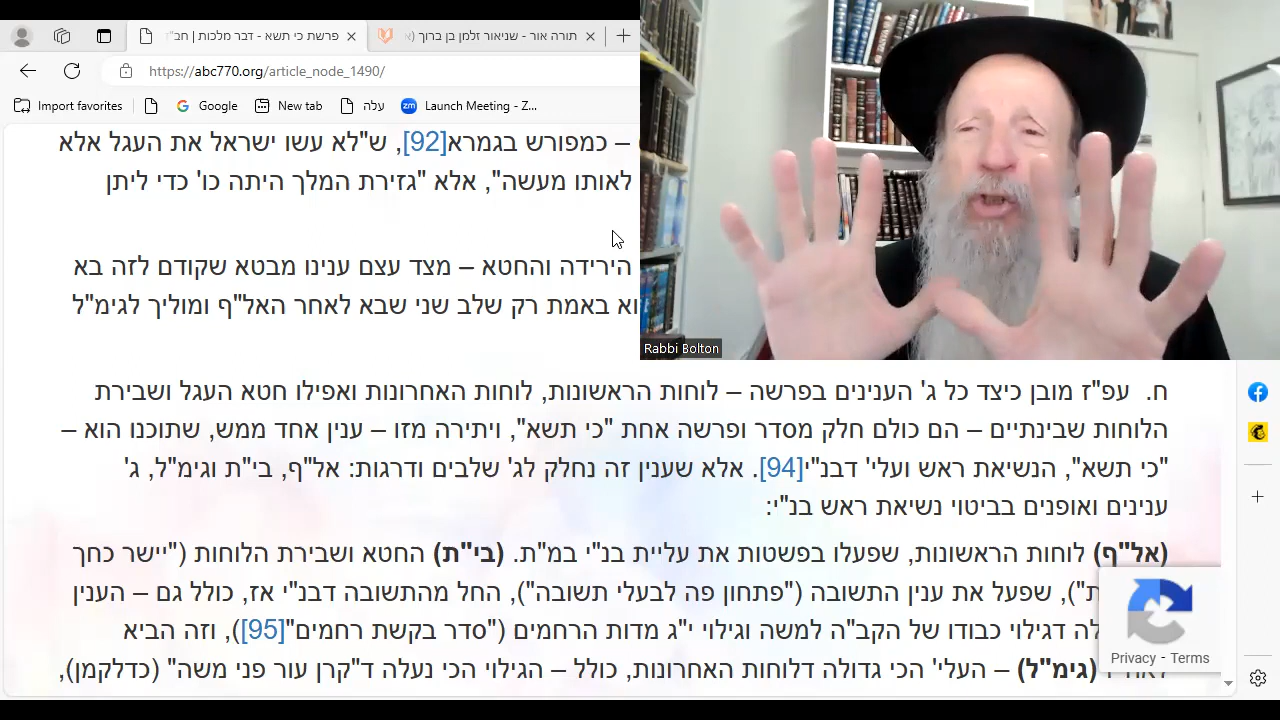 פרשת כי תשא - דבר מלכות | חב"ד
תורה אור - שניאור זלמן בן ברוך (א
https://abc770.org/article_node_1490/
Import favorites
Google
New tab
עלה
zm
Launch Meeting - Z...
– כמפורש בגמרא[92], ש"לא עשו ישראל את העגל אלא
לאותו מעשה", אלא "גזירת המלך היתה כו' כדי ליתן
הירידה והחטא – מצד עצם ענינו מבטא שקודם לזה בא
באמת רק שלב שני שבא לאחר האל"ף ומוליך לגימ"ל
Rabbi Bolton
ח. עפ"ז מובן כיצד כל ג' הענינים בפרשה – לוחות הראשונות, לוחות האחרונות ואפילו חטא העגל ושבירת
הלוחות שבינתיים – הם כולם חלק מסדר ופרשה אחת "כי תשא", ויתירה מזו – ענין אחד ממש, שתוכנו הוא –
"כי תשא", הנשיאת ראש ועלי' דבנ"י[94]. אלא שענין זה נחלק לג' שלבים ודרגות: אל"ף, בי"ת וגימ"ל, ג'
ענינים ואופנים בביטוי נשיאת ראש בנ"י:
(אל"ף) לוחות הראשונות, שפעלו בפשטות את עליית בנ"י במ"ת. (בי"ת) החטא ושבירת הלוחות ("יישר כחך
ת"), שפעל את ענין התשובה ("פתחון פה לבעלי תשובה"), החל מהתשובה דבנ"י אז, כולל גם – הענין
לה דגילוי כבודו של הקב"ה למשה וגילוי י"ג מדות הרחמים ("סדר בקשת רחמים"[95]), וזה הביא
(גימ"ל) – העלי' הכי גדולה דלוחות האחרונות, כולל – הגילוי הכי נעלה ד"קרן עור פני משה" (כדלקמן),
Privacy - Terms